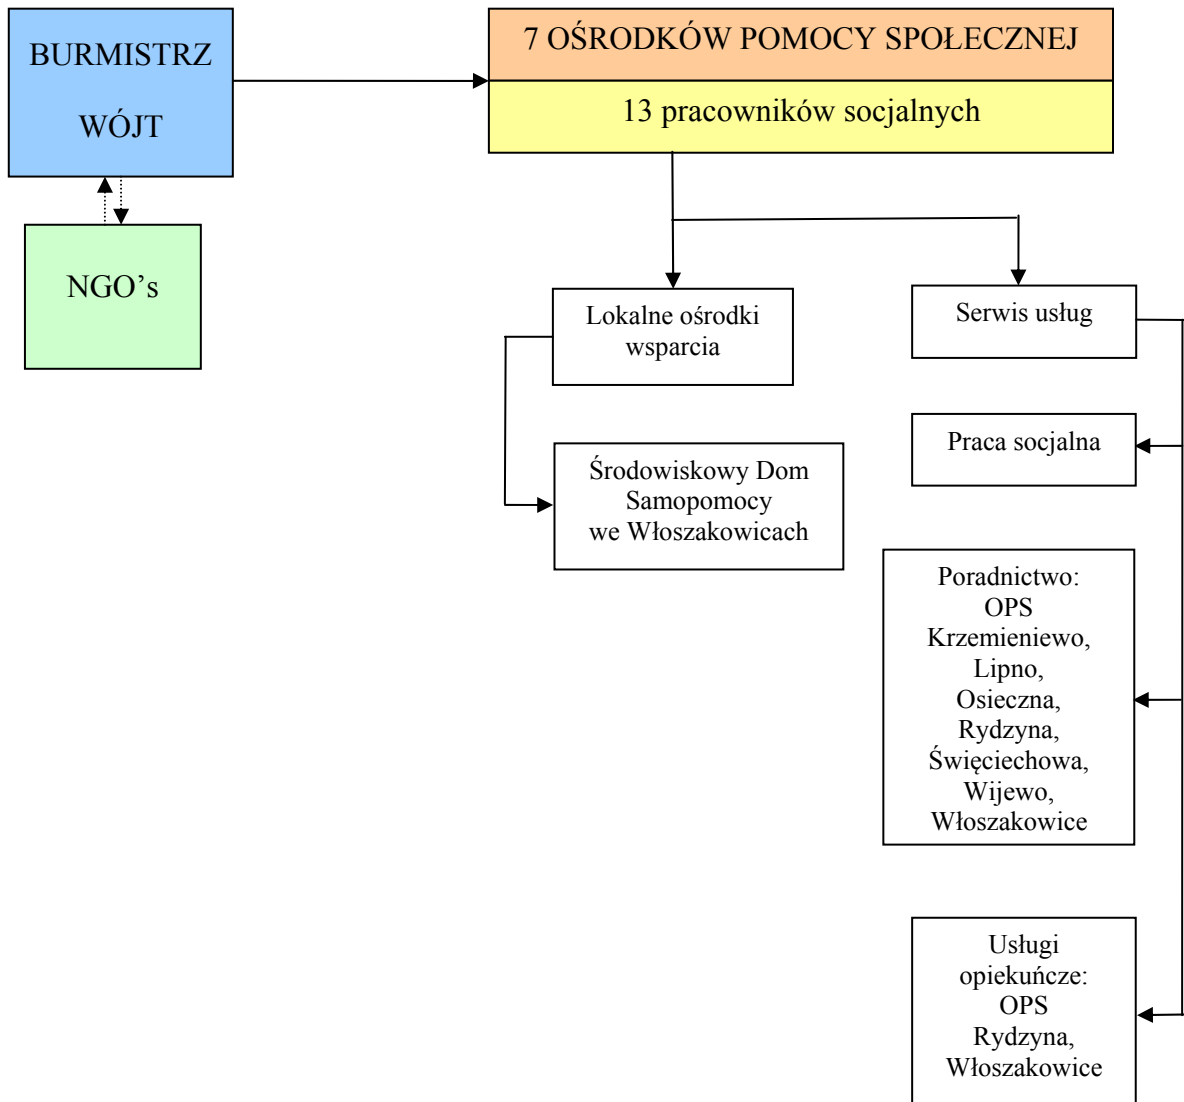 BURMISTRZ
WÓJT
7 OŚRODKÓW POMOCY SPOŁECZNEJ
13 pracowników socjalnych
NGO’s
Lokalne ośrodki
wsparcia
Serwis usług
Środowiskowy Dom
Samopomocy
we Włoszakowicach
Praca socjalna
Poradnictwo:
OPS
Krzemieniewo,
Lipno,
Osieczna,
Rydzyna,
Święciechowa,
Wijewo,
Włoszakowice
Usługi
opiekuńcze:
OPS
Rydzyna,
Włoszakowice